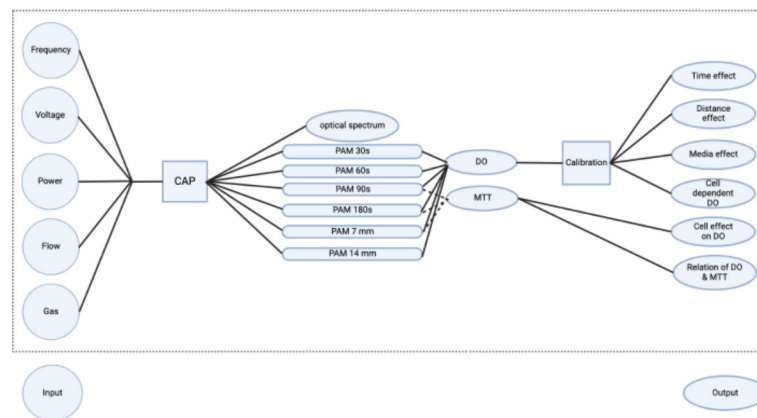 Frequency
Voltage
Power
Flow
Gas
CAP
optical spectrum
PAM 30s
PAM 60s
PAM 90s
PAM 180s
PAM 7 mm
PAM 14 mm
DO
MTT
Calibration
Time effect
Distance
effect
Media effect
Cell
dependent
DO
Cell effect
on DO
Relation of DO
& MTT
Input
Output